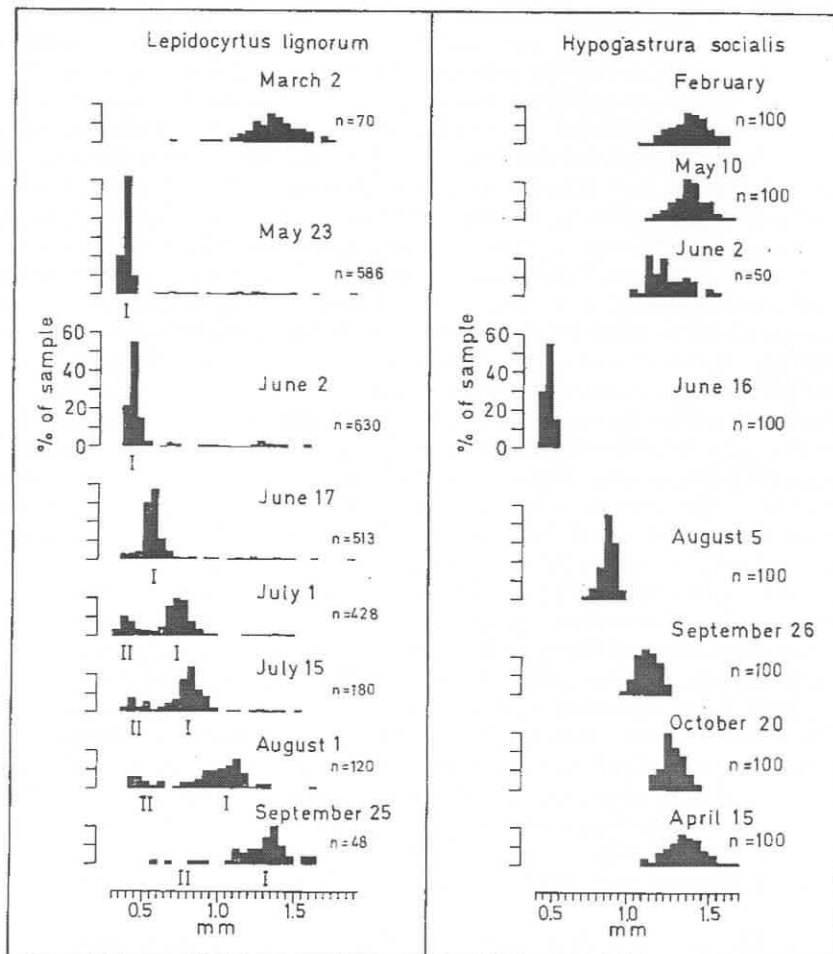 Lepidocyrtus lignorum
March 2
n=70
May 23
n=586
I
60
40
20
0
% of sample
June 2
n=630
I
June 17
n=513
I
July 1
n=428
II I
July 15
n=180
II I
August 1
n=120
II I
September 25
n=48
II I
0.5 1.0 1.5
mm
Hypogastrura socialis
February
n=100
May 10
n=100
June 2
n=50
60
40
20
0
% of sample
June 16
n=100
August 5
n=100
September 26
n=100
October 20
n=100
April 15
n=100
0.5 1.0 1.5
mm